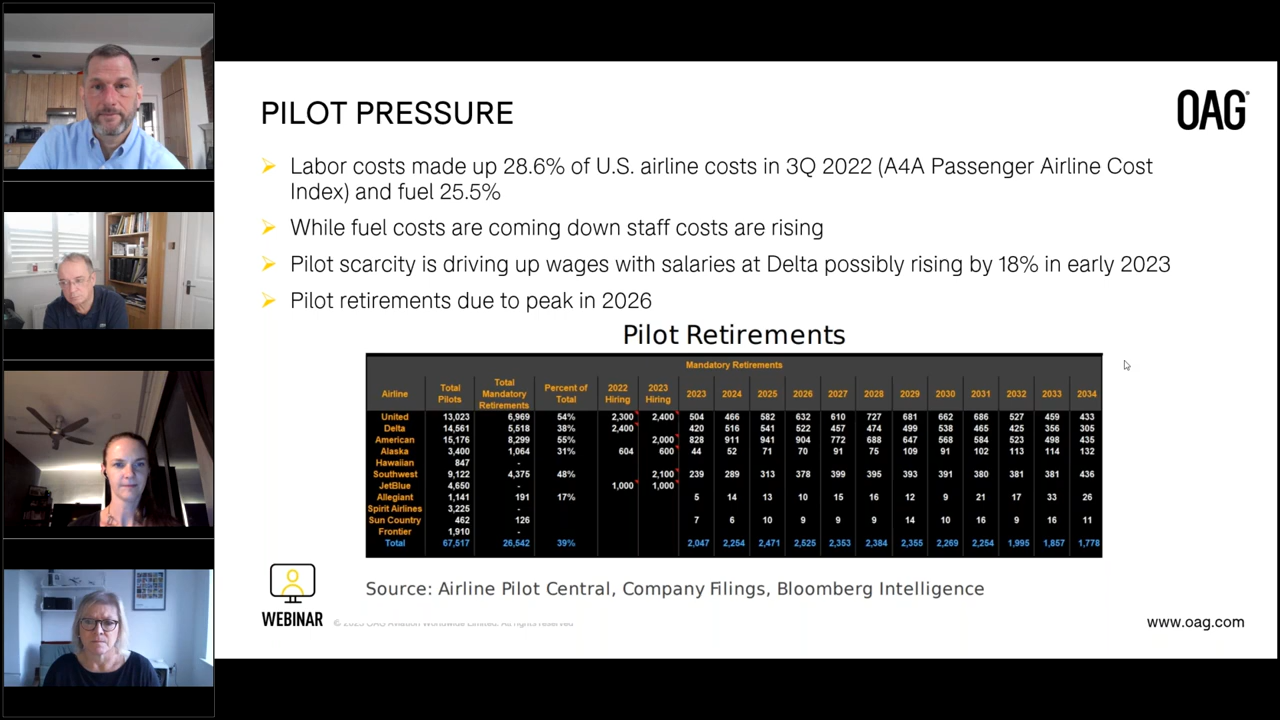 PILOT PRESSURE
OAG
Labor costs made up 28.6% of U.S. airline costs in 3Q 2022 (A4A Passenger Airline Cost
Index) and fuel 25.5%
While fuel costs are coming down staff costs are rising
Pilot scarcity is driving up wages with salaries at Delta possibly rising by 18% in early 2023
Pilot retirements due to peak in 2026
Pilot Retirements
Mandatory Retirements
Airline Total Pilots Total Mandatory Retirements Percent of Total 2022 Hiring 2023 Hiring 2023 2024 2025 2026 2027 2028 2029 2030 2031 2032 2033 2034
United 13,023 6,969 54% 2,300 2,400 504 466 582 632 610 727 681 662 686 527 459 433
Delta 14,561 5,518 38% 2,400 420 516 541 522 457 474 499 538 465 425 356 305
American 15,176 8,299 55% 2,000 828 911 941 904 772 688 647 568 584 523 498 435
Alaska 3,400 1,064 31% 604 600 44 52 71 70 91 75 109 91 102 113 114 132
Hawaiian 847 -
Southwest 9,122 4,375 48% 2,100 239 289 313 378 399 395 393 391 380 381 381 436
JetBlue 4,650 - 1,000 1,000
Allegiant 1,141 191 17% 5 14 13 10 15 16 12 9 21 17 33 26
Spirit Airlines 3,225 -
Sun Country 462 126 7 6 10 9 9 9 14 10 16 9 16 11
Frontier 1,910 -
Total 67,517 26,542 39% 2,047 2,254 2,471 2,525 2,353 2,384 2,355 2,269 2,254 1,995 1,857 1,778
Source: Airline Pilot Central, Company Filings, Bloomberg Intelligence
WEBINAR
www.oag.com